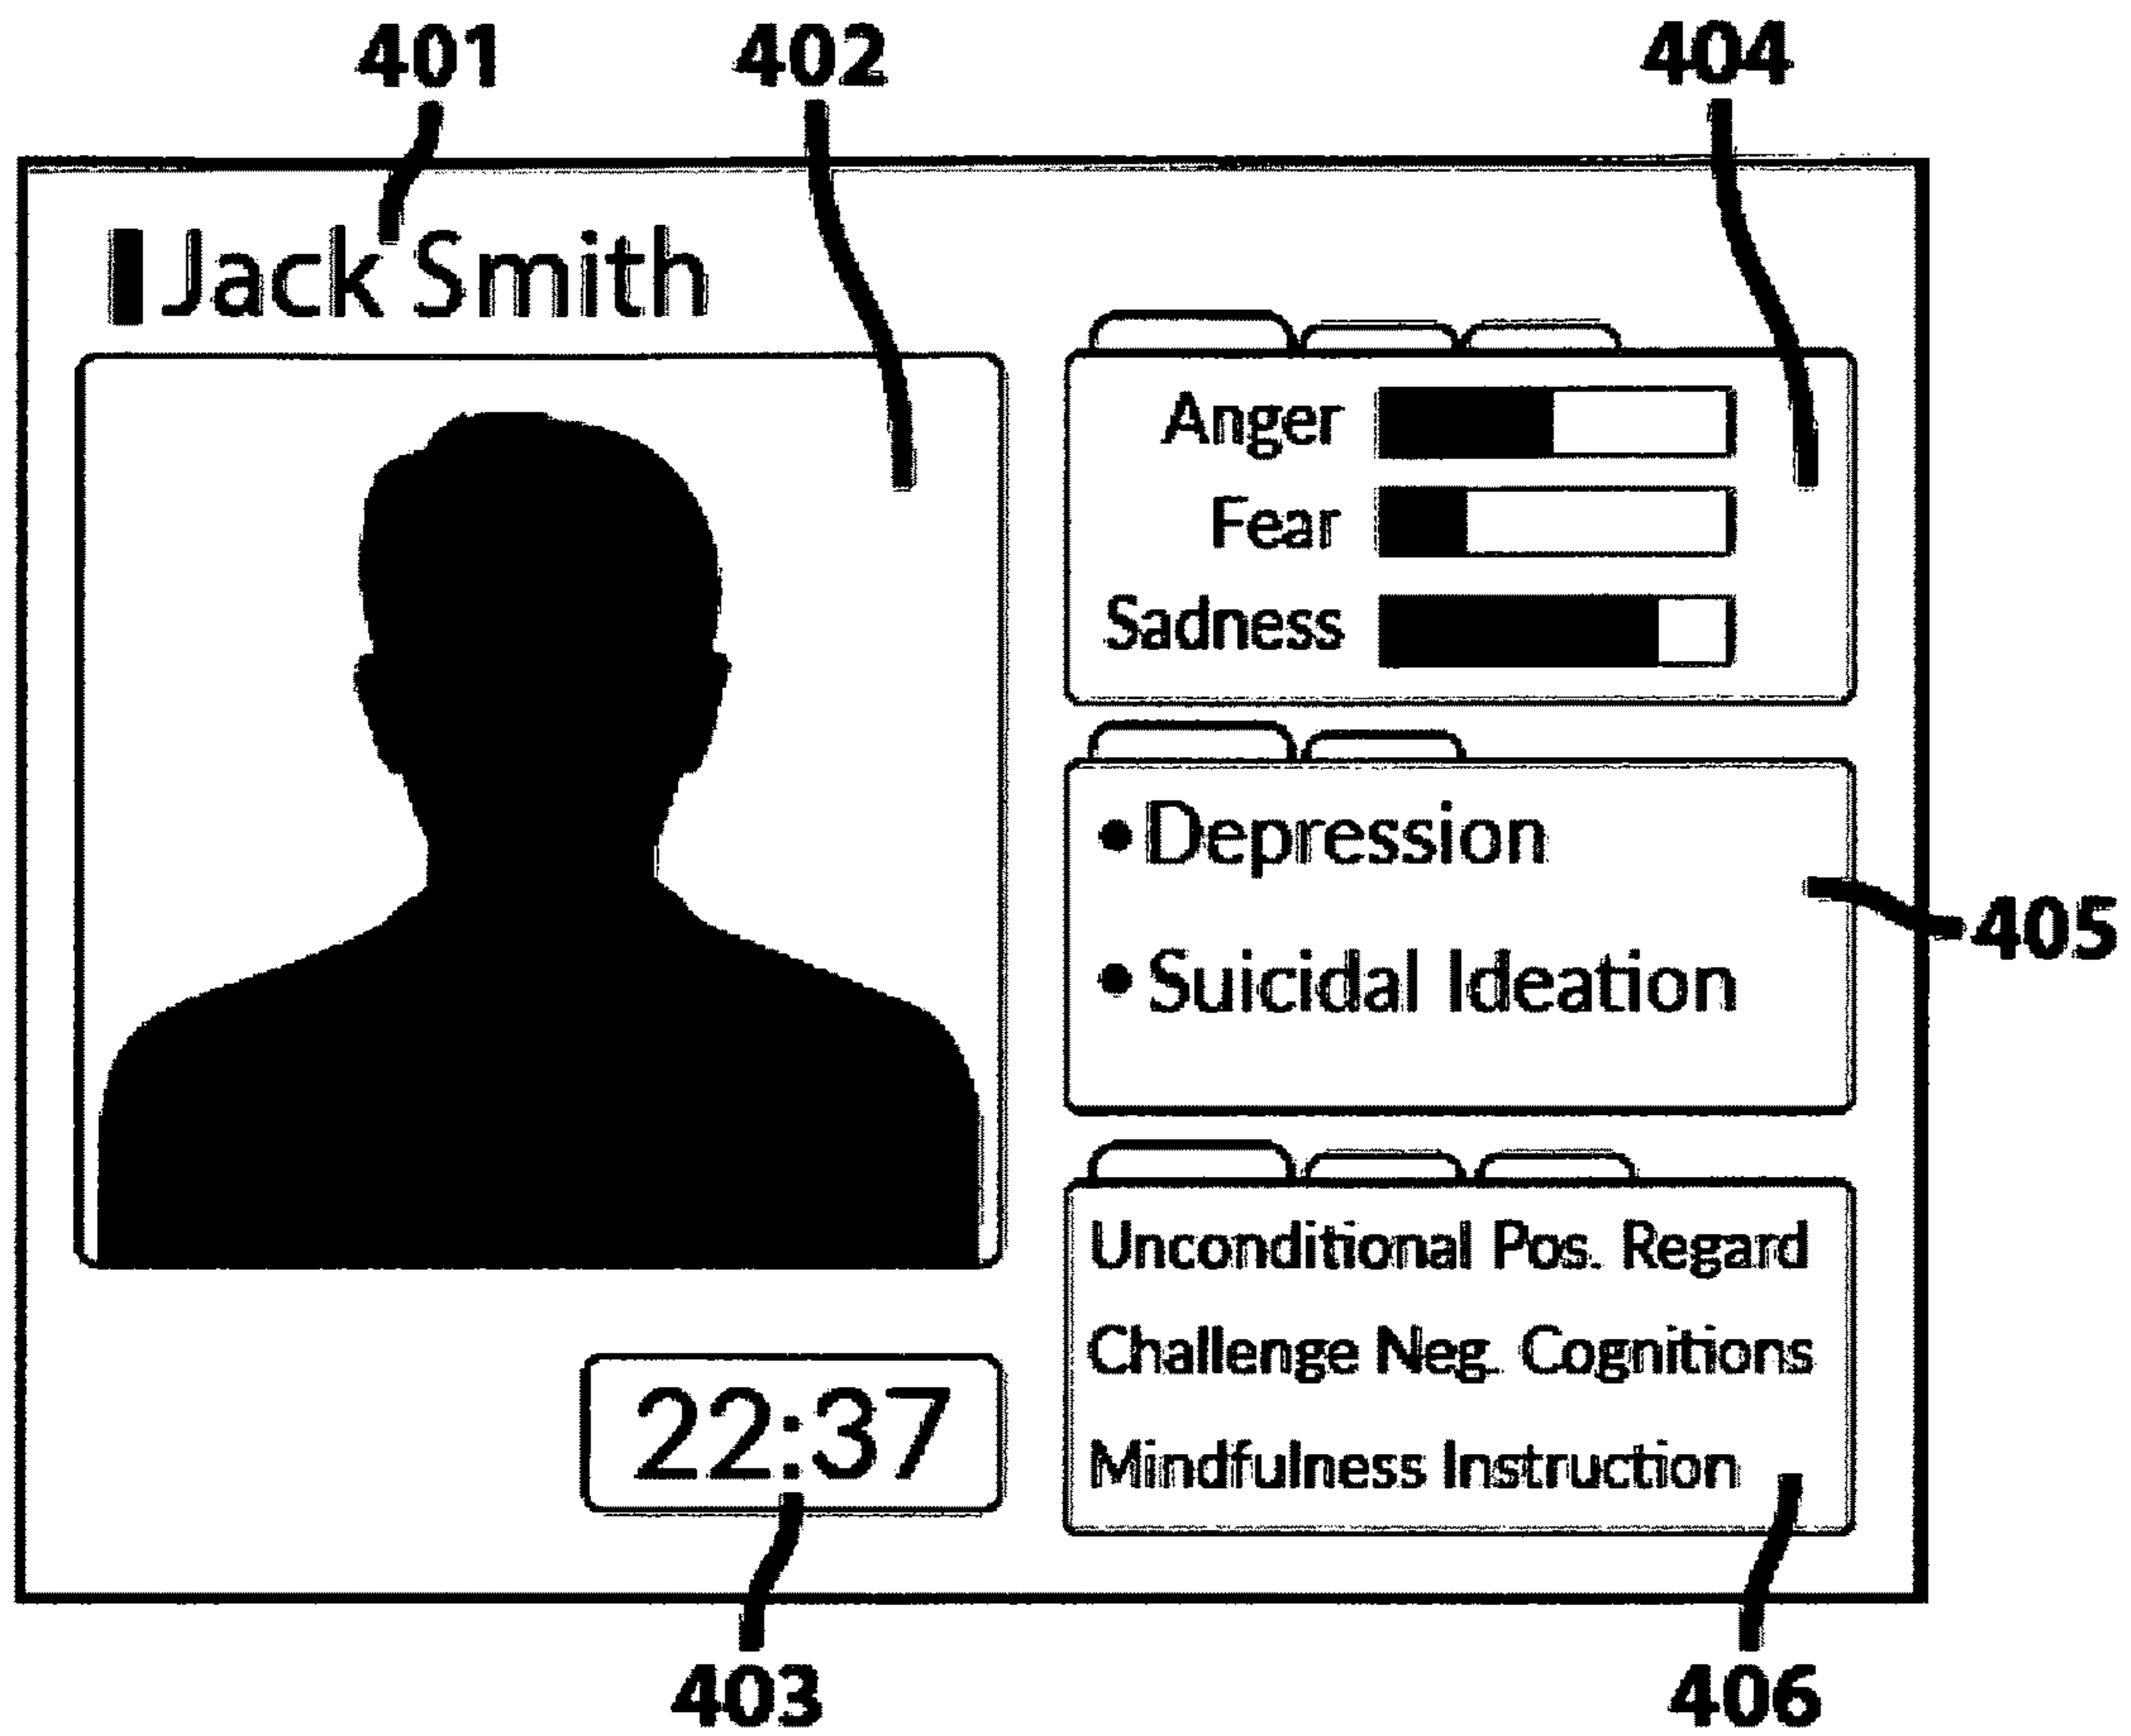 401 402 404
Jack Smith
Anger
Fear
Sadness
• Depression
405
• Suicidal Ideation
Unconditional Pos. Regard
Challenge Neg. Cognitions
22:37
Mindfulness Instruction
403 406